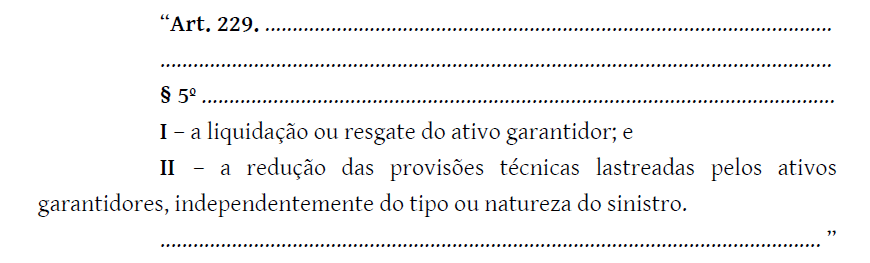 “Art. 229. ........................................................................................................
...........................................................................................................................
§ 5º ...................................................................................................................
I – a liquidação ou resgate do ativo garantidor; e
II – a redução das provisões técnicas lastreadas pelos ativos
garantidores, independentemente do tipo ou natureza do sinistro.
........................................................................................................................ ”